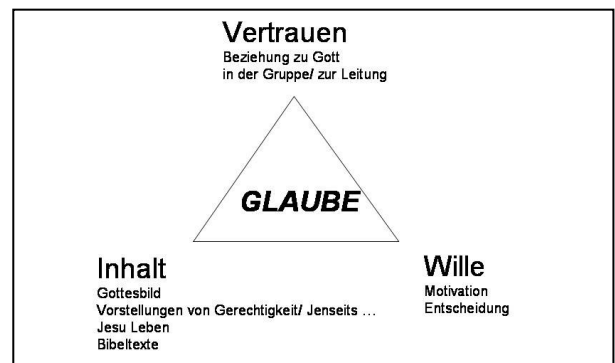 Vertrauen
Beziehung zu Gott
in der Gruppe/ zur Leitung
GLAUBE
Inhalt
Gottesbild
Vorstellungen von Gerechtigkeit/ Jenseits ...
Jesu Leben
Bibeltexte
Wille
Motivation
Entscheidung